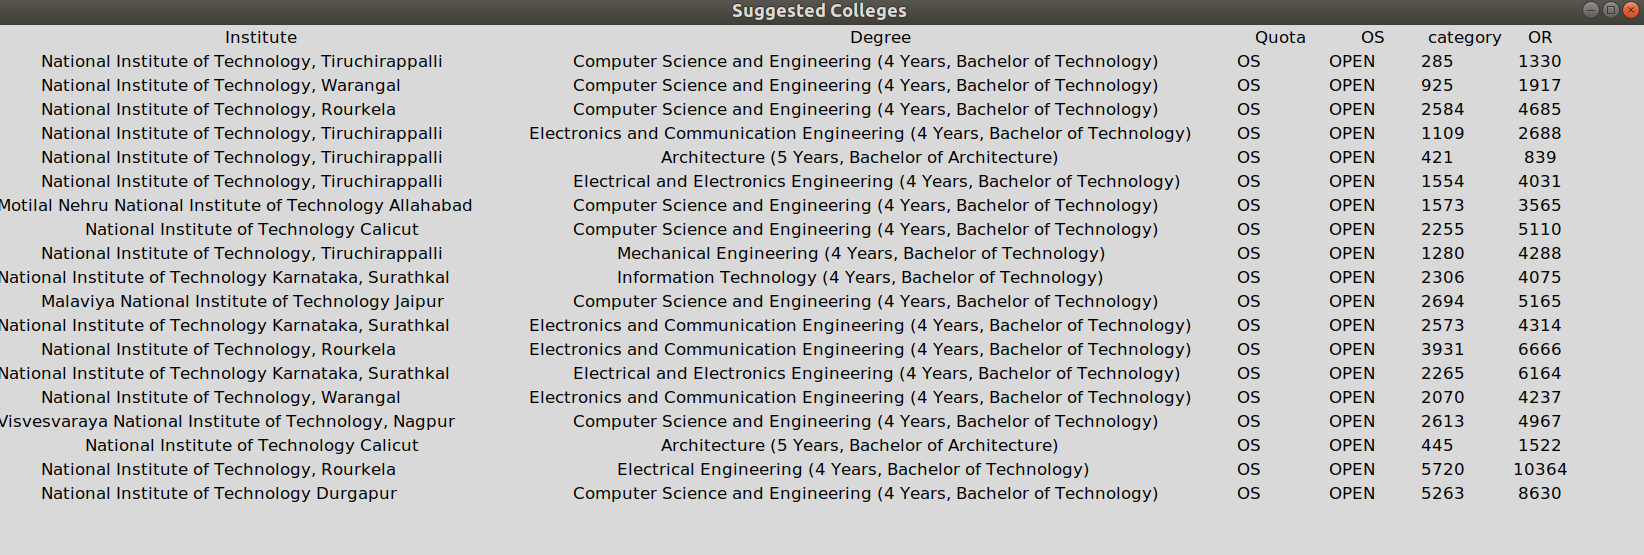 Suggested Colleges
Institute Degree Quota OS category OR
National Institute of Technology, Tiruchirappalli Computer Science and Engineering (4 Years, Bachelor of Technology) OS OPEN 285 1330
National Institute of Technology, Warangal Computer Science and Engineering (4 Years, Bachelor of Technology) OS OPEN 925 1917
National Institute of Technology, Rourkela Computer Science and Engineering (4 Years, Bachelor of Technology) OS OPEN 2584 4685
National Institute of Technology, Tiruchirappalli Electronics and Communication Engineering (4 Years, Bachelor of Technology) OS OPEN 1109 2688
National Institute of Technology, Tiruchirappalli Architecture (5 Years, Bachelor of Architecture) OS OPEN 421 839
National Institute of Technology, Tiruchirappalli Electrical and Electronics Engineering (4 Years, Bachelor of Technology) OS OPEN 1554 4031
Motilal Nehru National Institute of Technology Allahabad Computer Science and Engineering (4 Years, Bachelor of Technology) OS OPEN 1573 3565
National Institute of Technology Calicut Computer Science and Engineering (4 Years, Bachelor of Technology) OS OPEN 2255 5110
National Institute of Technology, Tiruchirappalli Mechanical Engineering (4 Years, Bachelor of Technology) OS OPEN 1280 4288
National Institute of Technology Karnataka, Surathkal Information Technology (4 Years, Bachelor of Technology) OS OPEN 2306 4075
Malaviya National Institute of Technology Jaipur Computer Science and Engineering (4 Years, Bachelor of Technology) OS OPEN 2694 5165
National Institute of Technology Karnataka, Surathkal Electronics and Communication Engineering (4 Years, Bachelor of Technology) OS OPEN 2573 4314
National Institute of Technology, Rourkela Electronics and Communication Engineering (4 Years, Bachelor of Technology) OS OPEN 3931 6666
National Institute of Technology Karnataka, Surathkal Electrical and Electronics Engineering (4 Years, Bachelor of Technology) OS OPEN 2265 6164
National Institute of Technology, Warangal Electronics and Communication Engineering (4 Years, Bachelor of Technology) OS OPEN 2070 4237
Visvesvaraya National Institute of Technology, Nagpur Computer Science and Engineering (4 Years, Bachelor of Technology) OS OPEN 2613 4967
National Institute of Technology Calicut Architecture (5 Years, Bachelor of Architecture) OS OPEN 445 1522
National Institute of Technology, Rourkela Electrical Engineering (4 Years, Bachelor of Technology) OS OPEN 5720 10364
National Institute of Technology Durgapur Computer Science and Engineering (4 Years, Bachelor of Technology) OS OPEN 5263 8630